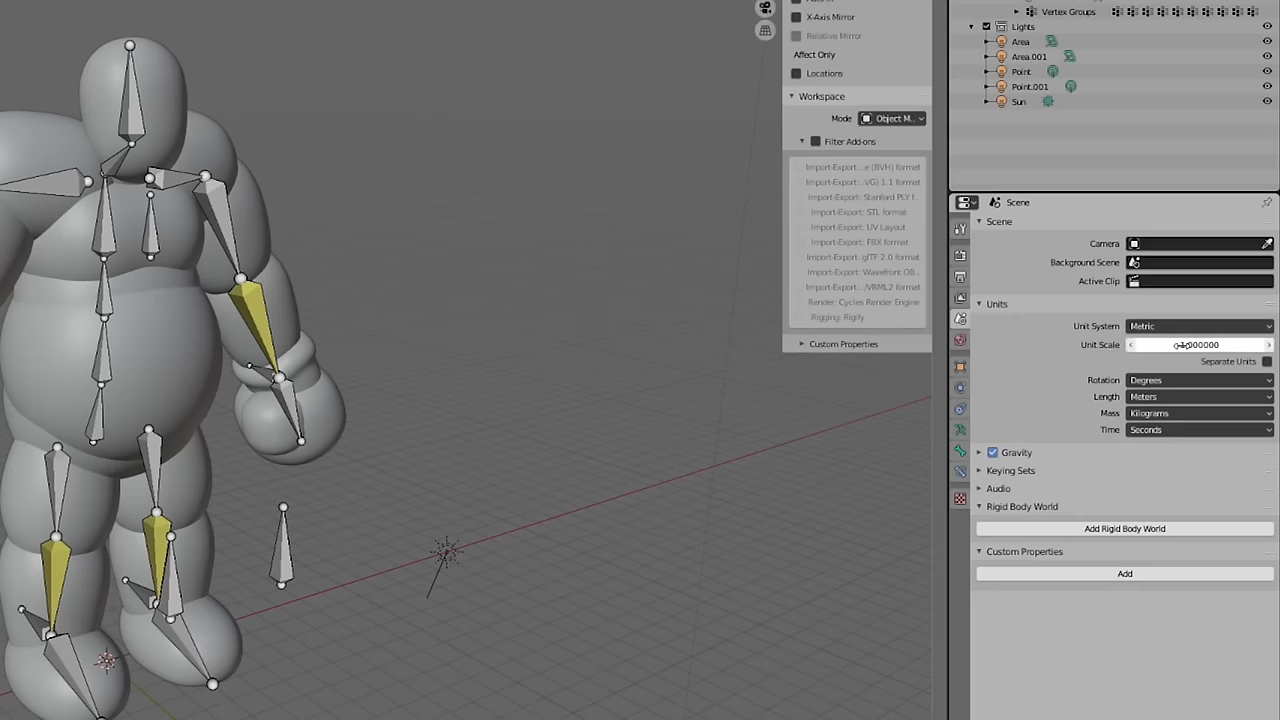 X-Axis Mirror
Relative Mirror
Affect Only
Locations
Workspace
Mode
Object M..
Filter Add-ons
Import-Export:...e (BVH) format
Import-Export:...VG) 1.1 format
Import-Export: Stanford PLY f..
Import-Export: STL format
Import-Export: UV Layout
Import-Export: FBX format
Import-Export: glTF 2.0 format
Import-Export: Wavefront OB..
Import-Export:.../VRML2 format
Render: Cycles Render Engine
Rigging: Rigify
Custom Properties
Vertex Groups
Lights
Area
Area.001
Point
Point.001
Sun
Scene
Scene
Camera
Background Scene
Active Clip
Units
Unit System
Metric
Unit Scale
Separate Units
Rotation
Degrees
Length
Meters
Mass
Kilograms
Time
Seconds
Gravity
Keying Sets
Audio
Rigid Body World
Add Rigid Body World
Custom Properties
Add